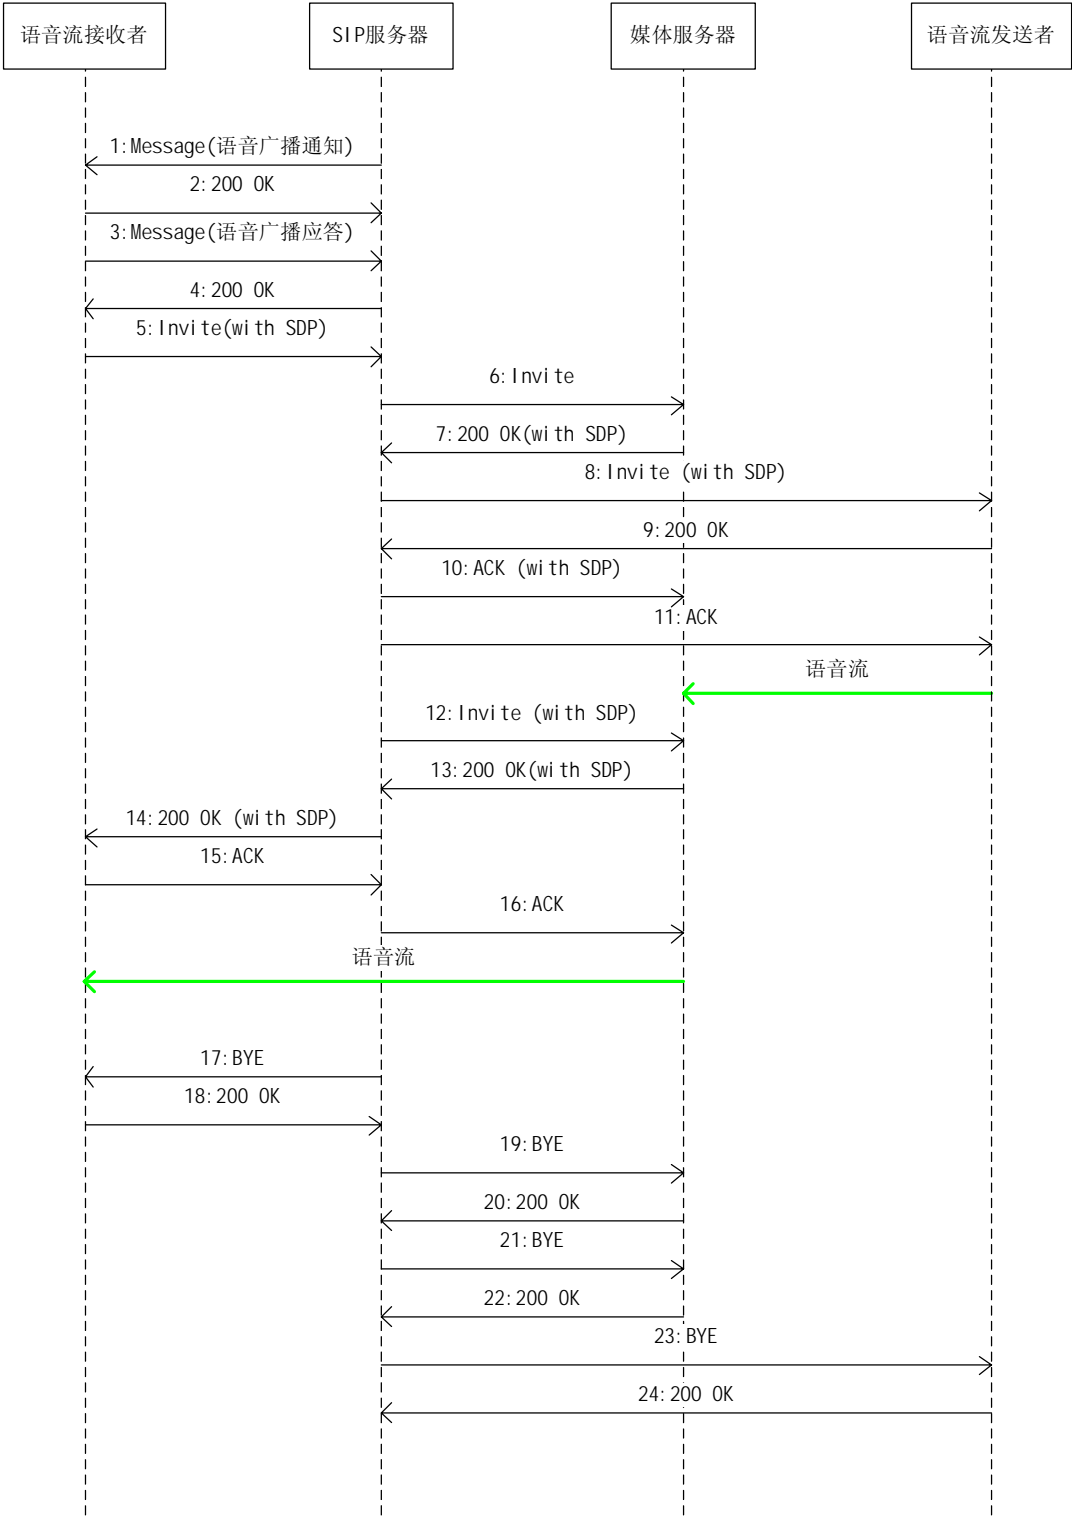 语音流接收者
SIP服务器
媒体服务器
语音流发送者
1:Message(语音广播通知)
2:200 OK
3:Message(语音广播应答)
4:200 OK
5:Invite(with SDP)
6:Invite
7:200 OK(with SDP)
8:Invite (with SDP)
9:200 OK
10:ACK (with SDP)
11:ACK
语音流
12:Invite (with SDP)
13:200 OK(with SDP)
14:200 OK (with SDP)
15:ACK
16:ACK
语音流
17:BYE
18:200 OK
19:BYE
20:200 OK
21:BYE
22:200 OK
23:BYE
24:200 OK